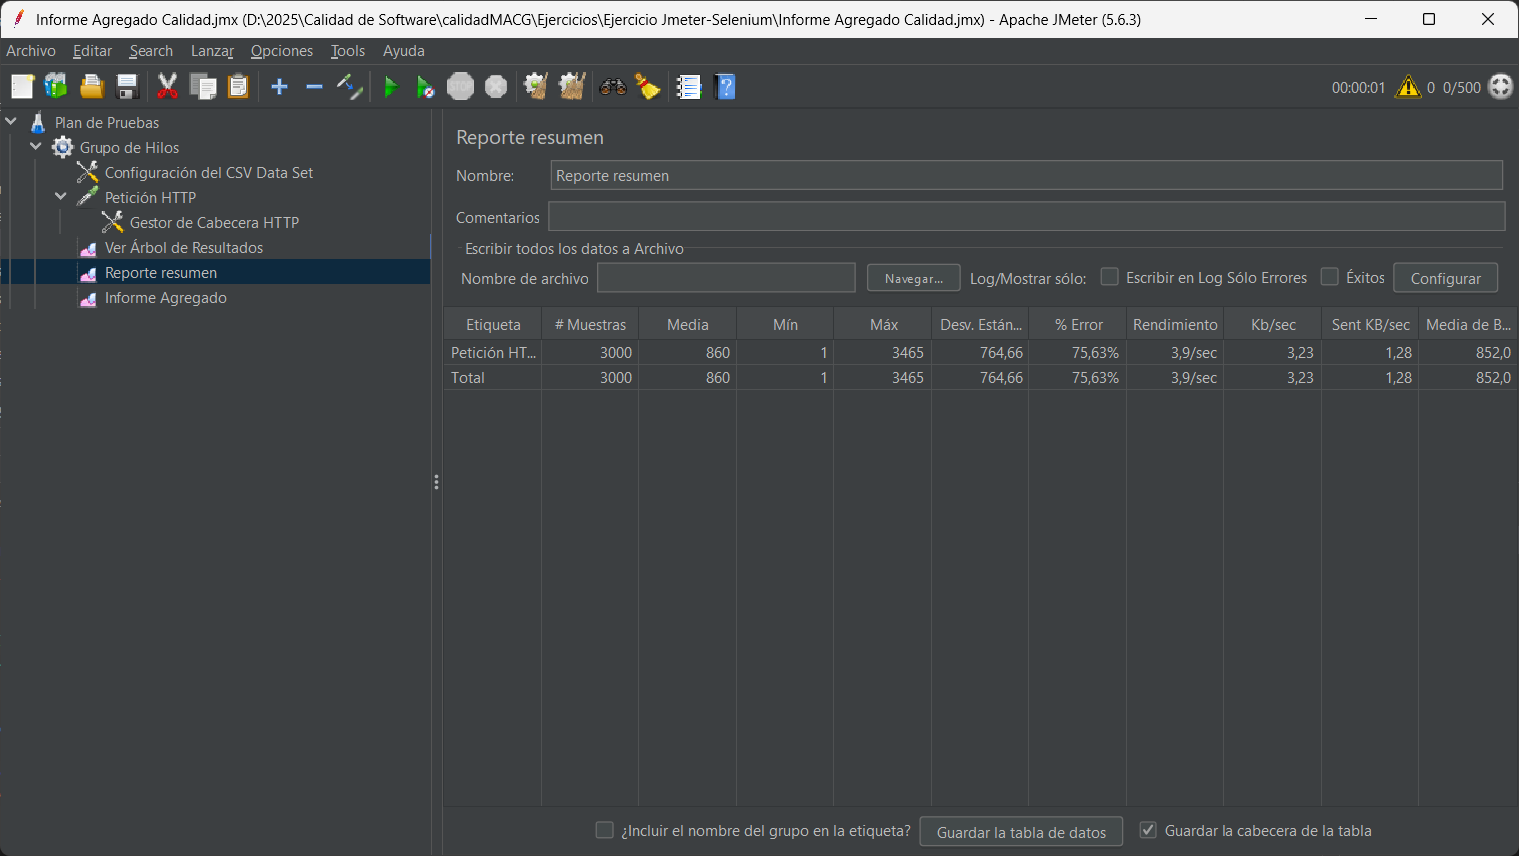 Informe Agregado Calidad.jmx (D:\2025\Calidad de Software\calidadMACG\Ejercicios\Ejercicio Jmeter-Selenium\Informe Agregado Calidad.jmx) - Apache JMeter (5.6.3)
Archivo Editar Search Lanzar Opciones Tools Ayuda
STOP 00:00:01 0 0/500
Plan de Pruebas
Grupo de Hilos
Configuración del CSV Data Set
Petición HTTP
Gestor de Cabecera HTTP
Ver Árbol de Resultados
Reporte resumen
Informe Agregado
Reporte resumen
Nombre: Reporte resumen
Comentarios
Escribir todos los datos a Archivo
Nombre de archivo Navegar... Log/Mostrar sólo: Escribir en Log Sólo Errores Éxitos Configurar
Etiqueta # Muestras Media Mín Máx Desv. Están... % Error Rendimiento Kb/sec Sent KB/sec Media de B...
Petición HT... 3000 860 1 3465 764,66 75,63% 3,9/sec 3,23 1,28 852,0
Total 3000 860 1 3465 764,66 75,63% 3,9/sec 3,23 1,28 852,0
¿Incluir el nombre del grupo en la etiqueta? Guardar la tabla de datos Guardar la cabecera de la tabla